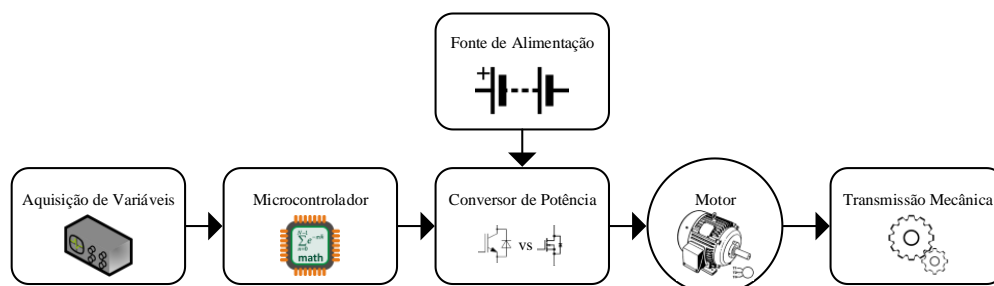 Fonte de Alimentação
+
Aquisição de Variáveis
Microcontrolador
math
Conversor de Potência
vs
Motor
Transmissão Mecânica